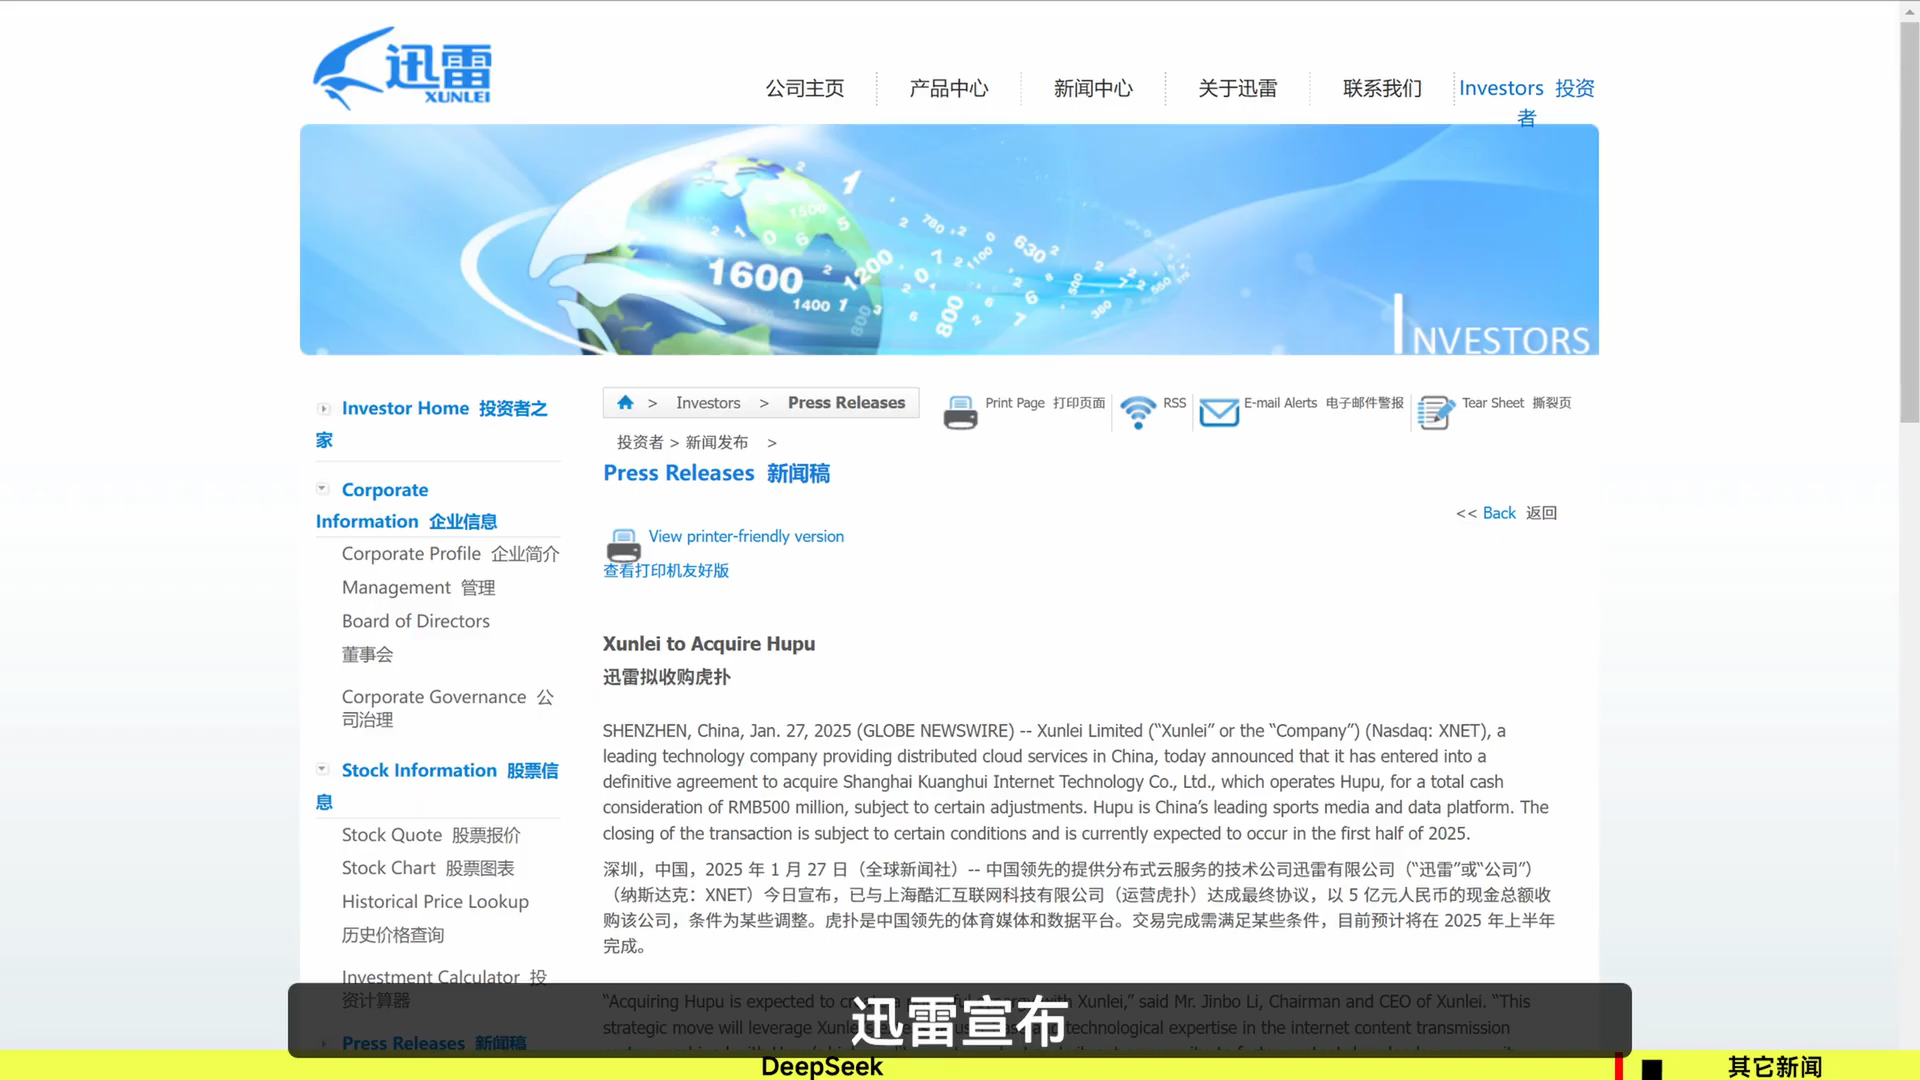 迅雷
XUNLEI
公司主页
产品中心
新闻中心
关于迅雷
联系我们
Investors 投资
者
1600
1400
1200
1500
800
630
780
1100
INVESTORS
Investor Home 投资者之
家
Corporate
Information 企业信息
Corporate Profile 企业简介
Management 管理
Board of Directors
董事会
Corporate Governance 公
司治理
Stock Information 股票信
息
Stock Quote 股票报价
Stock Chart 股票图表
Historical Price Lookup
历史价格查询
Investment Calculator 投
资计算器
Press Releases 新闻稿
> Investors > Press Releases
投资者 > 新闻发布 >
Print Page 打印页面
RSS
E-mail Alerts 电子邮件警报
Tear Sheet 撕裂页
Press Releases 新闻稿
<< Back 返回
View printer-friendly version
查看打印机友好版
Xunlei to Acquire Hupu
迅雷拟收购虎扑
SHENZHEN, China, Jan. 27, 2025 (GLOBE NEWSWIRE) -- Xunlei Limited (“Xunlei” or the “Company”) (Nasdaq: XNET), a
leading technology company providing distributed cloud services in China, today announced that it has entered into a
definitive agreement to acquire Shanghai Kuanghui Internet Technology Co., Ltd., which operates Hupu, for a total cash
consideration of RMB500 million, subject to certain adjustments. Hupu is China’s leading sports media and data platform. The
closing of the transaction is subject to certain conditions and is currently expected to occur in the first half of 2025.
深圳，中国，2025 年 1 月 27 日（全球新闻社）-- 中国领先的提供分布式云服务的技术公司迅雷有限公司（“迅雷”或“公司”）
（纳斯达克：XNET）今日宣布，已与上海酷汇互联网科技有限公司（运营虎扑）达成最终协议，以 5 亿元人民币的现金总额收
购该公司，条件为某些调整。虎扑是中国领先的体育媒体和数据平台。交易完成需满足某些条件，目前预计将在 2025 年上半年
完成。
“Acquiring Hupu is expected to with Xunlei,” said Mr. Jinbo Li, Chairman and CEO of Xunlei. “This
strategic move will leverage technological expertise in the internet content transmission
迅雷宣布
DeepSeek
其它新闻